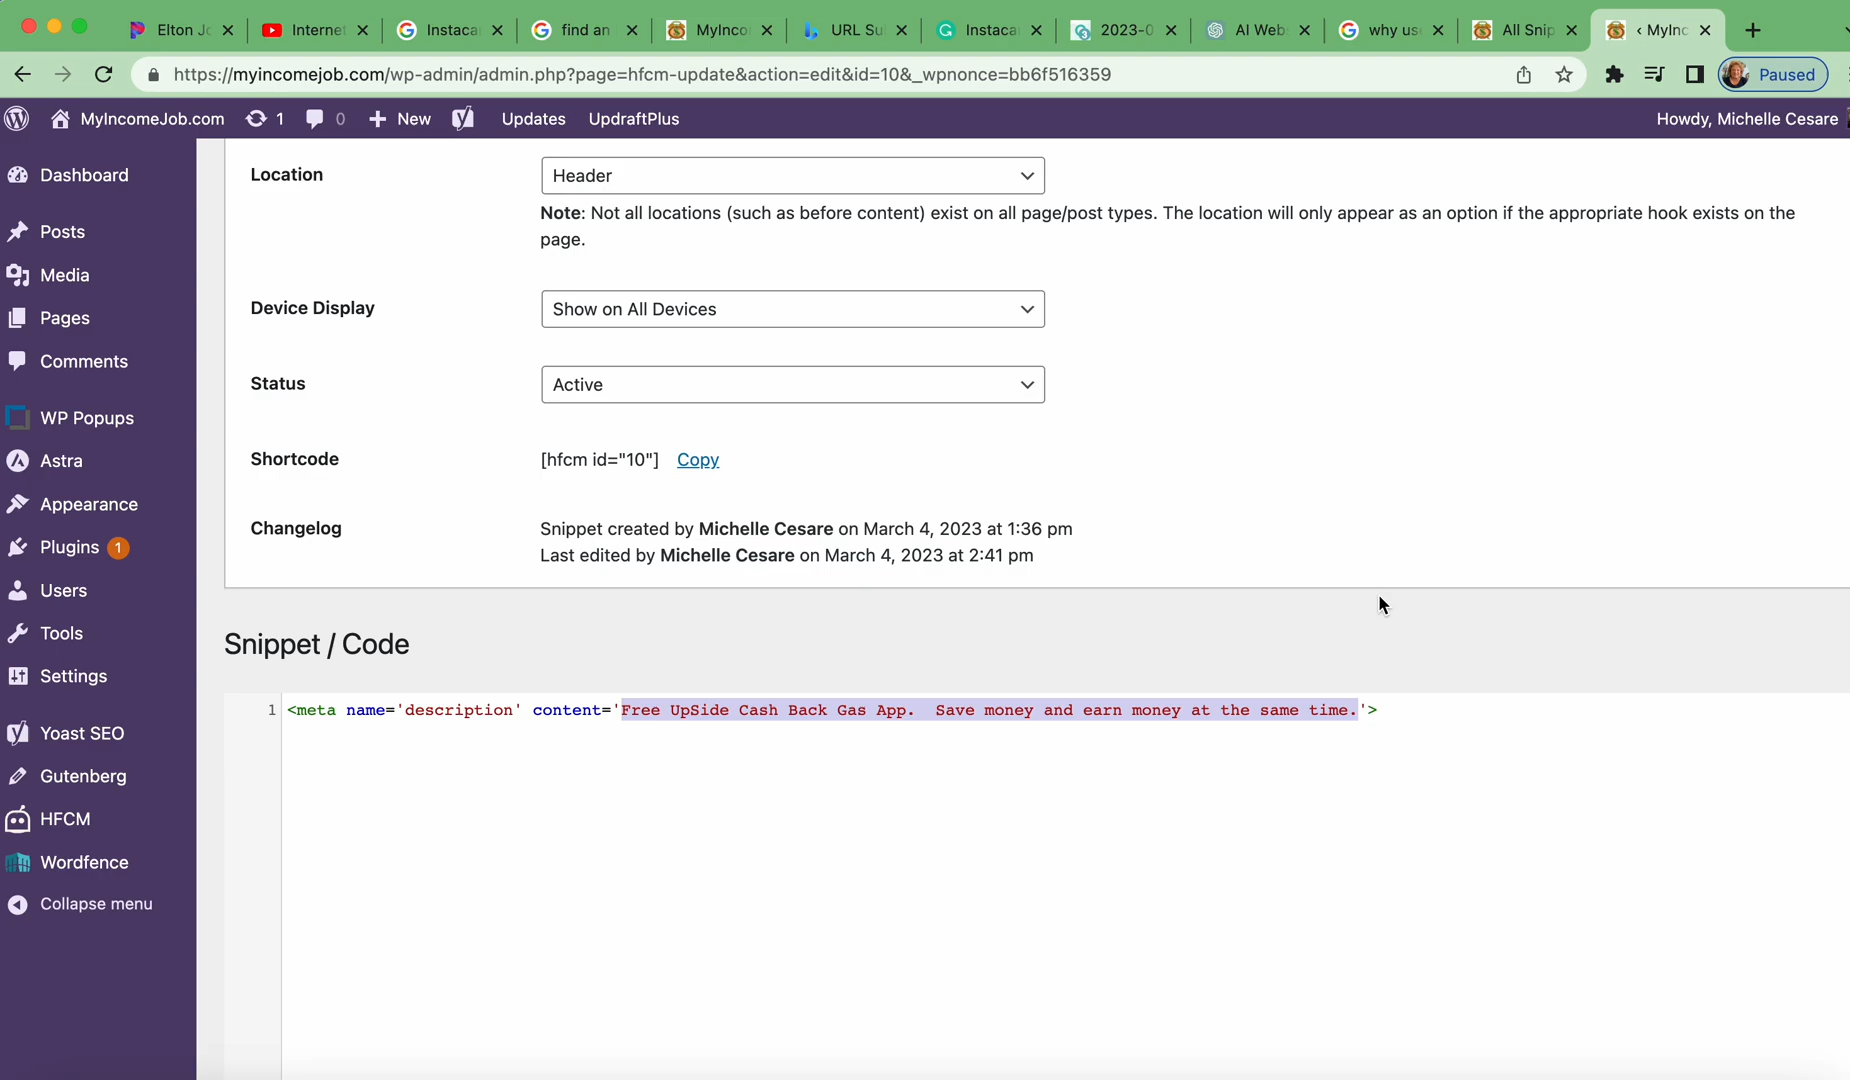 Elton Jo
Internet
Instaca
find an
MyInco
URL Su
Instaca
2023-0
AI Web
why us
All Snip
‹ MyInc
https://myincomejob.com/wp-admin/admin.php?page=hfcm-update&action=edit&id=10&_wpnonce=bb6f516359
Paused
MyIncomeJob.com 1 0 New Updates UpdraftPlus
Howdy, Michelle Cesare
Dashboard
Posts
Media
Pages
Comments
WP Popups
Astra
Appearance
Plugins 1
Users
Tools
Settings
Yoast SEO
Gutenberg
HFCM
Wordfence
Collapse menu
Location Header
Note: Not all locations (such as before content) exist on all page/post types. The location will only appear as an option if the appropriate hook exists on the
page.
Device Display Show on All Devices
Status Active
Shortcode [hfcm id="10"] Copy
Changelog Snippet created by Michelle Cesare on March 4, 2023 at 1:36 pm
Last edited by Michelle Cesare on March 4, 2023 at 2:41 pm
Snippet / Code
1 <meta name='description' content='Free UpSide Cash Back Gas App.  Save money and earn money at the same time.'>